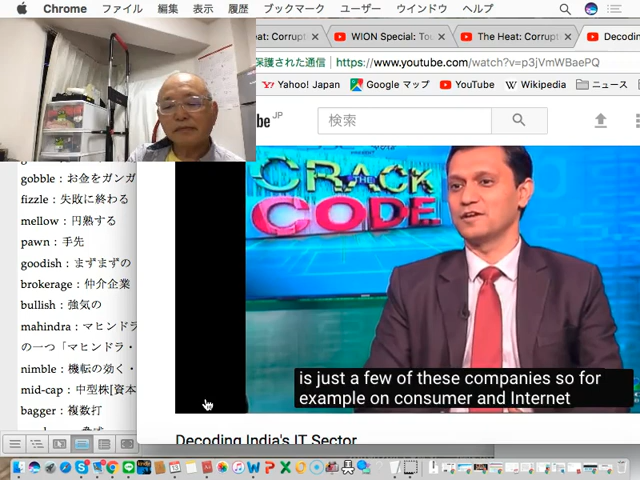 Chrome ファイル 編集 表示 履歴 ブックマーク ユーザー ウインドウ ヘルプ
eat: Corrupt
WION Special: Tou
The Heat: Corrupt
Decodin
保護された通信 | https://www.youtube.com/watch?v=p3jVmWBaePQ
Yahoo! Japan
Google マップ
YouTube
Wikipedia
ニュース
JP
検索
gobble：お金をガンガ
fizzle：失敗に終わる
mellow：円熟する
pawn：手先
goodish：まずまずの
brokerage：仲介企業
bullish：強気の
mahindra：マヒンドラ
の一つ「マヒンドラ・
nimble：機転の効く・
mid-cap：中型株[資本
bagger：複数打
CRACK
THE
CODE
is just a few of these companies so for
example on consumer and Internet
Decoding India's IT Sector